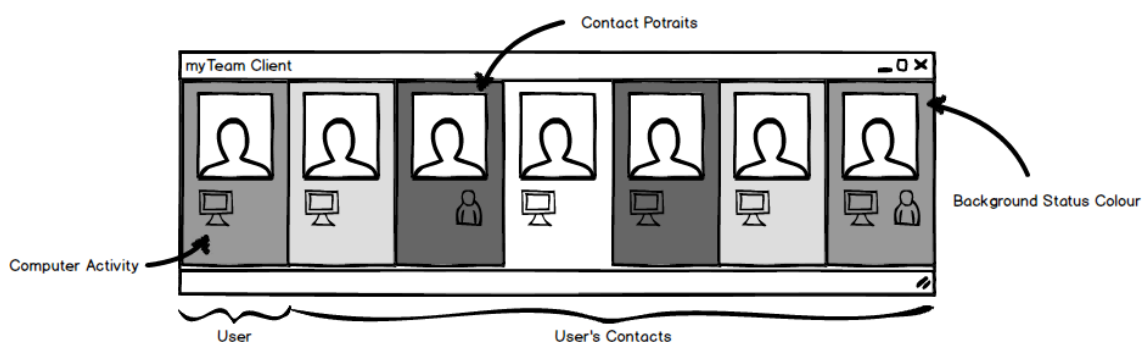 Contact Potraits
myTeam Client
Background Status Colour
Computer Activity
User
User's Contacts